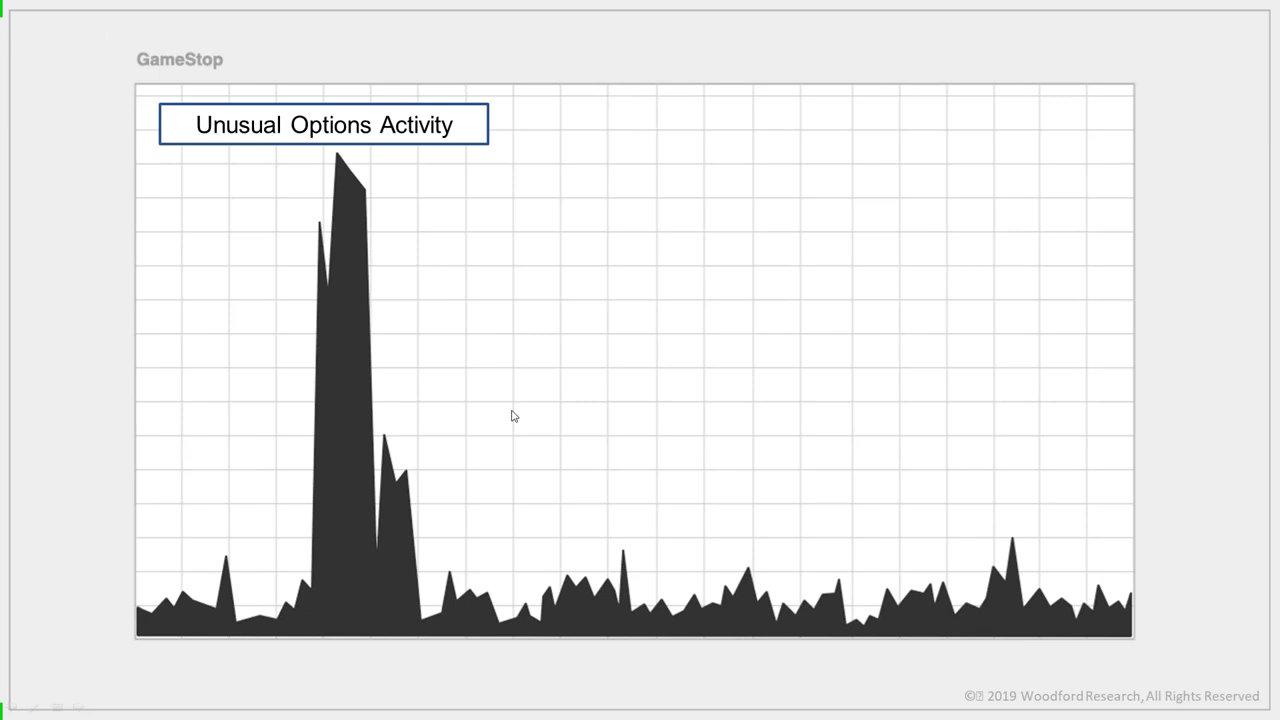 GameStop
Unusual Options Activity
© 2019 Woodford Research, All Rights Reserved